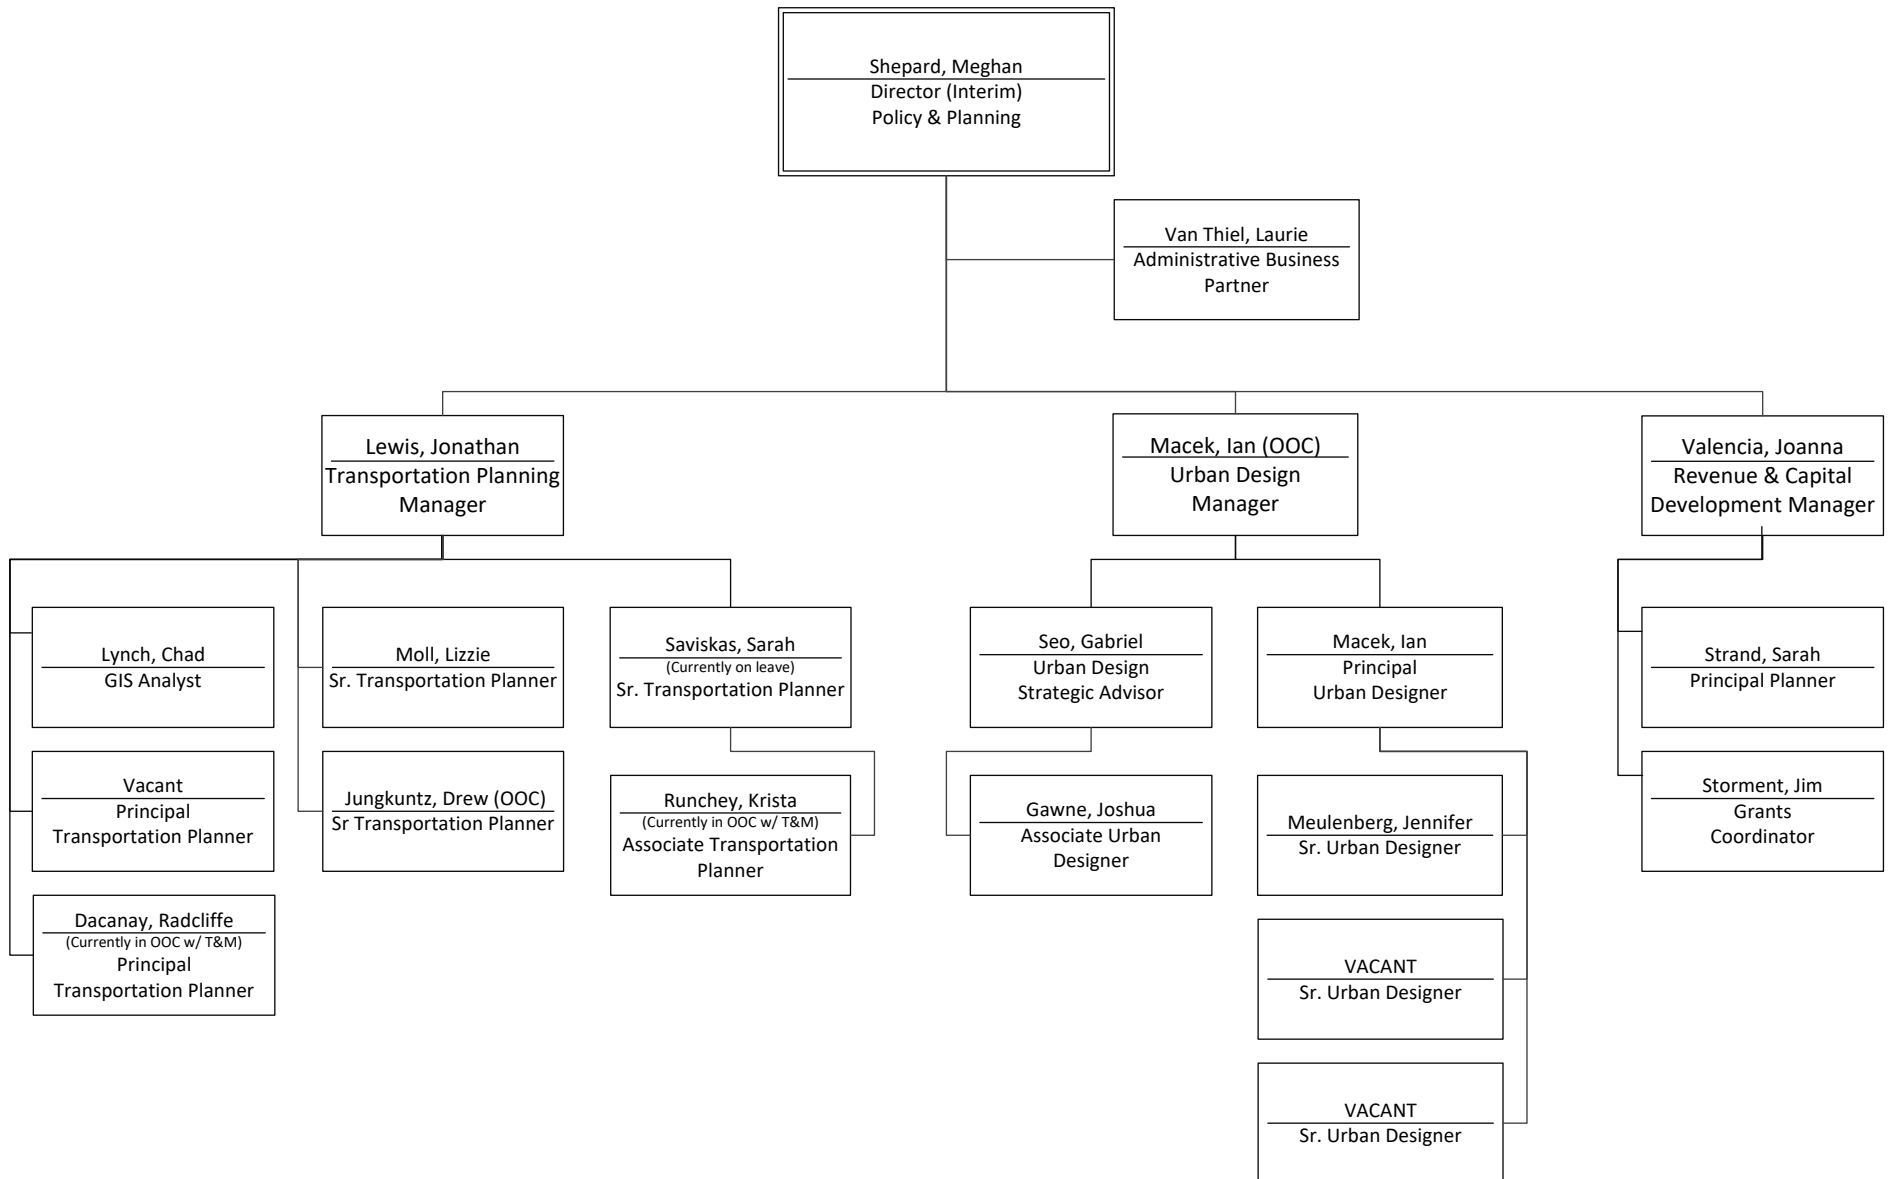 Shepard, Meghan
Director (Interim)
Policy & Planning
Van Thiel, Laurie
Administrative Business
Partner
Lewis, Jonathan
Transportation Planning
Manager
Macek, Ian (OOC)
Urban Design
Manager
Valencia, Joanna
Revenue & Capital
Development Manager
Lynch, Chad
GIS Analyst
Moll, Lizzie
Sr. Transportation Planner
Saviskas, Sarah
(Currently on leave)
Sr. Transportation Planner
Seo, Gabriel
Urban Design
Strategic Advisor
Macek, Ian
Principal
Urban Designer
Strand, Sarah
Principal Planner
Vacant
Principal
Transportation Planner
Jungkuntz, Drew (OOC)
Sr Transportation Planner
Runchey, Krista
(Currently in OOC w/ T&M)
Associate Transportation
Planner
Gawne, Joshua
Associate Urban
Designer
Meulenberg, Jennifer
Sr. Urban Designer
Storment, Jim
Grants
Coordinator
Dacanay, Radcliffe
(Currently in OOC w/ T&M)
Principal
Transportation Planner
VACANT
Sr. Urban Designer
VACANT
Sr. Urban Designer